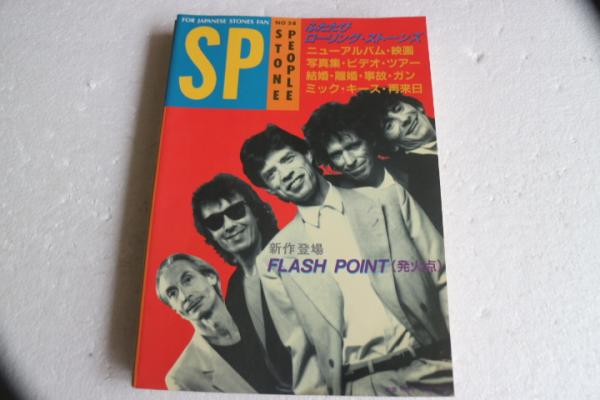 FOR JAPANESE STONES FAN
NO 38
SP
STONE
PEOPLE
ふたたび
ローリング・ストーンズ
ニューアルバム・映画
写真集・ビデオ・ツアー
結婚・離婚・事故・ガン
ミック・キース・再来日
新作登場
FLASH POINT(発火点)